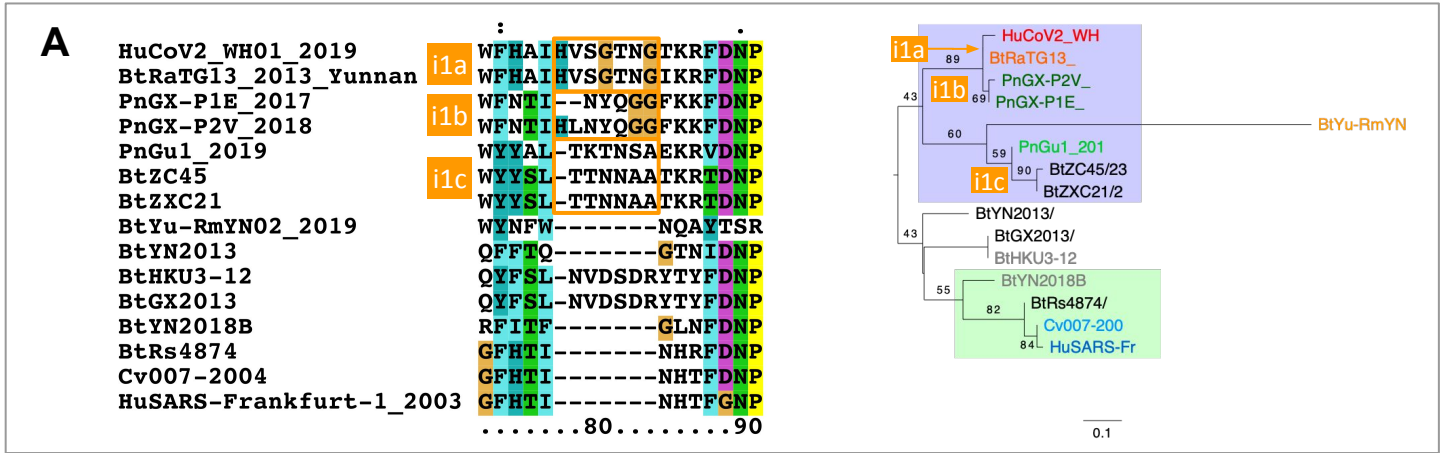 A
: .
HuCoV2_WH01_2019 i1a WFHAIHVSGTNGTKRFDNP
BtRaTG13_2013_Yunnan WFHAIHVSGTNGIKRFDNP
PnGX-P1E_2017 i1b WFNTI--NYQGGFKKFDNP
PnGX-P2V_2018 WFNTIHLNYQGGFKKFDNP
PnGu1_2019 WYYAL-TKTNSAEKRVDNP
BtZC45 i1c WYYSL-TTNNAATKRTDNP
BtZXC21 WYYSL-TTNNAATKRTDNP
BtYu-RmYN02_2019 WYNFW-------NQAYTSR
BtYN2013 QFFTQ-------GTNIDNP
BtHKU3-12 QYFSL-NVDSDRYTYFDNP
BtGX2013 QYFSL-NVDSDRYTYFDNP
BtYN2018B RFITF-------GLNFDNP
BtRs4874 GFHTI-------NHRFDNP
Cv007-2004 GFHTI-------NHTFDNP
HuSARS-Frankfurt-1_2003 GFHTI-------NHTFGNP
.......80........90
HuCoV2_WH
i1a
89 BtRaTG13_
PnGX-P2V_
i1b 69 PnGX-P1E_
43
BtYu-RmYN
60
PnGu1_201
59
90 BtZC45/23
i1c
BtZXC21/2
BtYN2013/
43
BtGX2013/
BtHKU3-12
BtYN2018B
55
BtRs4874/
82
Cv007-200
84 HuSARS-Fr
0.1